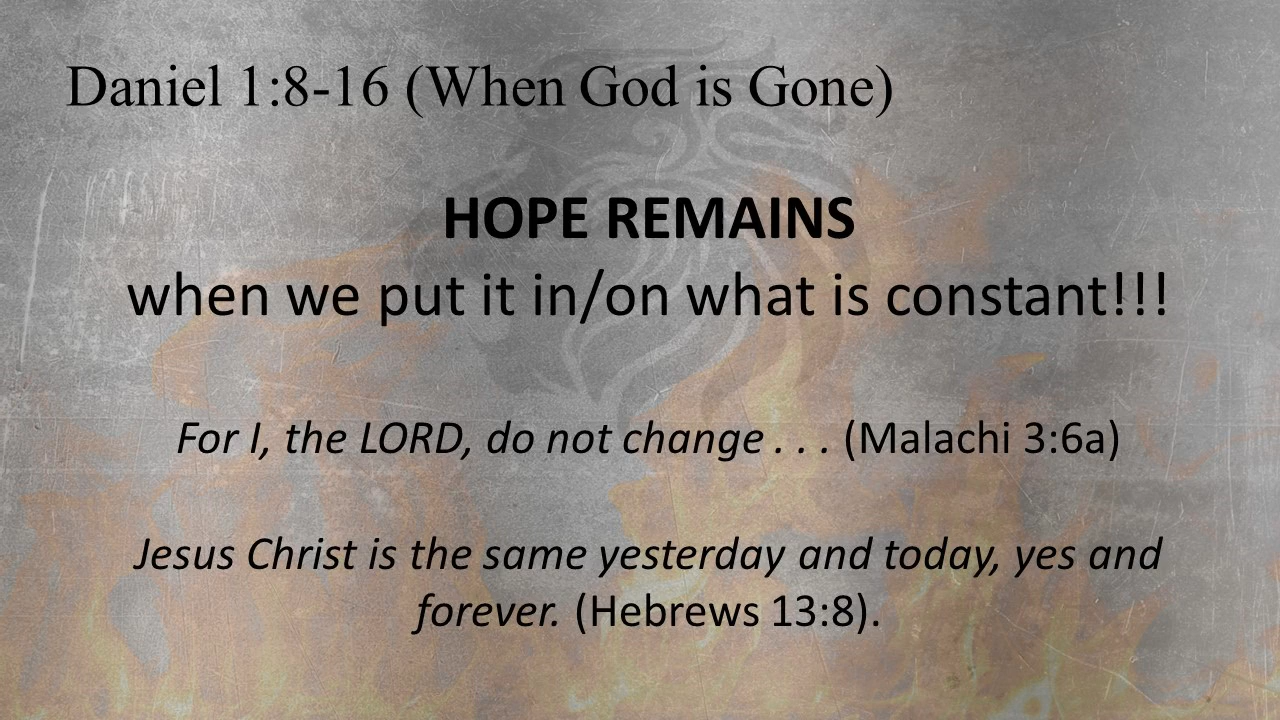 Daniel 1:8-16 (When God is Gone)
HOPE REMAINS
when we put it in/on what is constant!!!
For I, the LORD, do not change . . . (Malachi 3:6a)
Jesus Christ is the same yesterday and today, yes and
forever. (Hebrews 13:8).